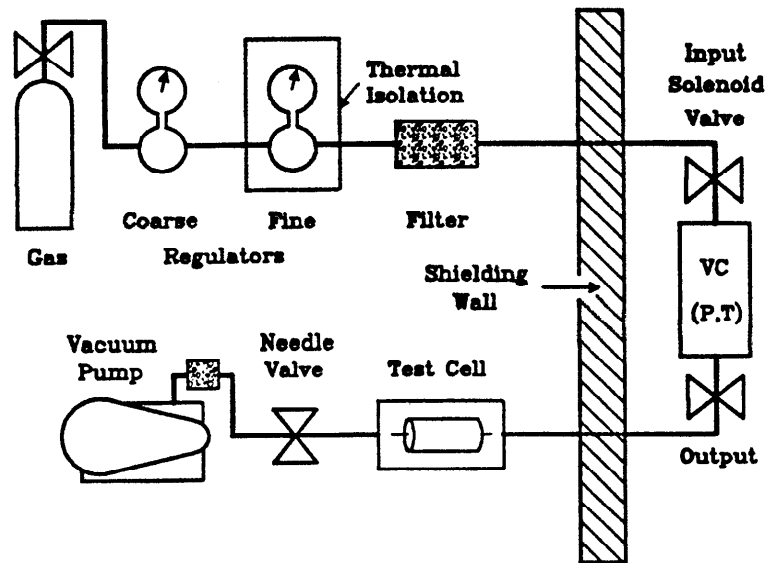 Input
Solenoid
Valve
Thermal
Isolation
Coarse
Fine
Filter
Gas
Regulators
VC
(P.T)
Shielding
Wall
Vacuum
Pump
Needle
Valve
Test Cell
Output